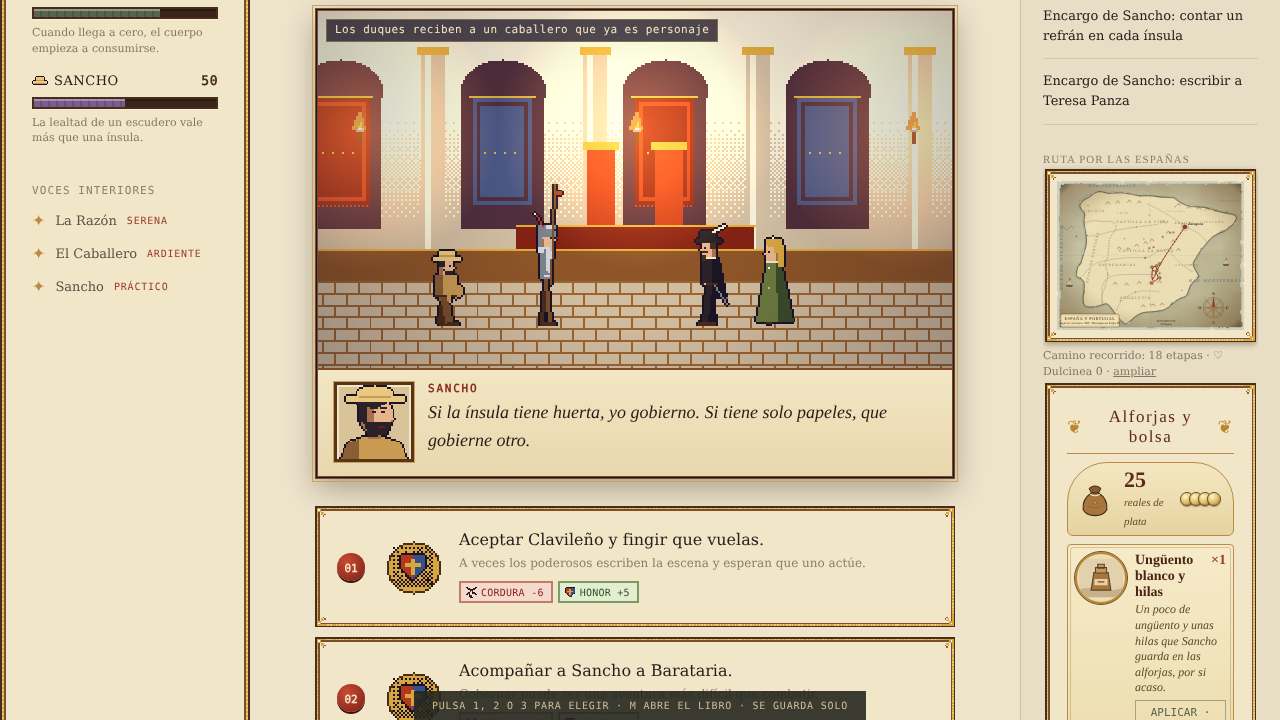 Cuando llega a cero, el cuerpo
empieza a consumirse.
SANCHO 50
La lealtad de un escudero vale
más que una ínsula.
VOCES INTERIORES
La Razón SERENA
El Caballero ARDIENTE
Sancho PRÁCTICO
Los duques reciben a un caballero que ya es personaje
SANCHO
Si la ínsula tiene huerta, yo gobierno. Si tiene solo papeles, que
gobierne otro.
01
Aceptar Clavileño y fingir que vuelas.
A veces los poderosos escriben la escena y esperan que uno actúe.
CORDURA -6 HONOR +5
02
Acompañar a Sancho a Barataria.
PULSA 1, 2 O 3 PARA ELEGIR · M ABRE EL LIBRO · SE GUARDA SOLO
Encargo de Sancho: contar un
refrán en cada ínsula
Encargo de Sancho: escribir a
Teresa Panza
RUTA POR LAS ESPAÑAS
ESPAÑA Y PORTUGAL
Camino recorrido: 18 etapas · ♡
Dulcinea 0 · ampliar
Alforjas y
bolsa
25
reales de
plata
Ungüento ×1
blanco y
hilas
Un poco de
ungüento y unas
hilas que Sancho
guarda en las
alforjas, por si
acaso.
APLICAR ·